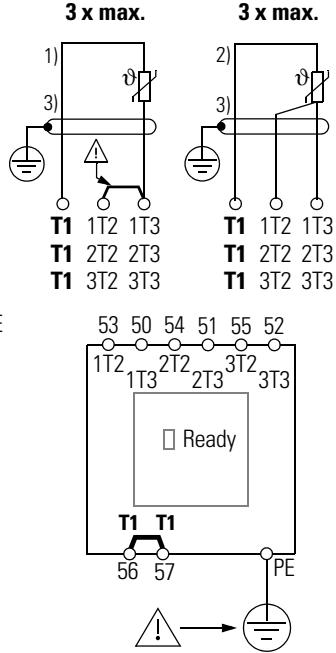 3 x max. 3 x max.
1) 2)
ϑ ϑ
3) 3)
T1 1T2 1T3 T1 1T2 1T3
T1 2T2 2T3 T1 2T2 2T3
T1 3T2 3T3 T1 3T2 3T3
E
53 50 54 51 55 52
1T2 1T3 2T2 2T3 3T2 3T3
Ready
T1 T1
56 57 PE